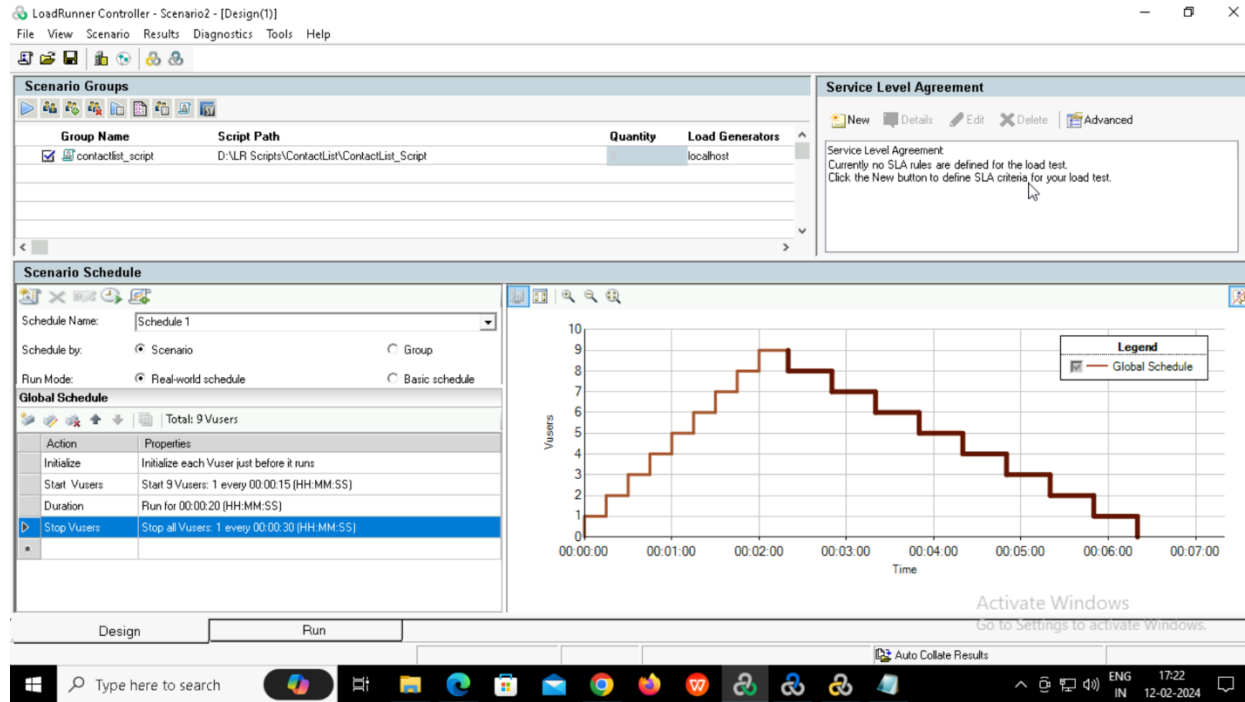 LoadRunner Controller - Scenario2 - [Design(1)]
File View Scenario Results Diagnostics Tools Help
Scenario Groups
Group Name Script Path Quantity Load Generators
contactlist_script D:\LR Scripts\ContactList\ContactList_Script localhost
Service Level Agreement
New Details Edit Delete Advanced
Service Level Agreement
Currently no SLA rules are defined for the load test.
Click the New button to define SLA criteria for your load test.
Scenario Schedule
Schedule Name: Schedule 1
Schedule by: Scenario Group
Run Mode: Real-world schedule Basic schedule
Global Schedule
Total: 9 Vusers
Action Properties
Initialize Initialize each Vuser just before it runs
Start Vusers Start 9 Vusers: 1 every 00:00:15 (HH:MM:SS)
Duration Run for 00:00:20 (HH:MM:SS)
Stop Vusers Stop all Vusers: 1 every 00:00:30 (HH:MM:SS)
10
9
8
7
6
5
4
3
2
1
0
Vusers
Legend
Global Schedule
00:00:00 00:01:00 00:02:00 00:03:00 00:04:00 00:05:00 00:06:00 00:07:00
Time
Activate Windows
Go to Settings to activate Windows.
Design Run
Auto Collate Results
Type here to search
ENG
IN
17:22
12-02-2024